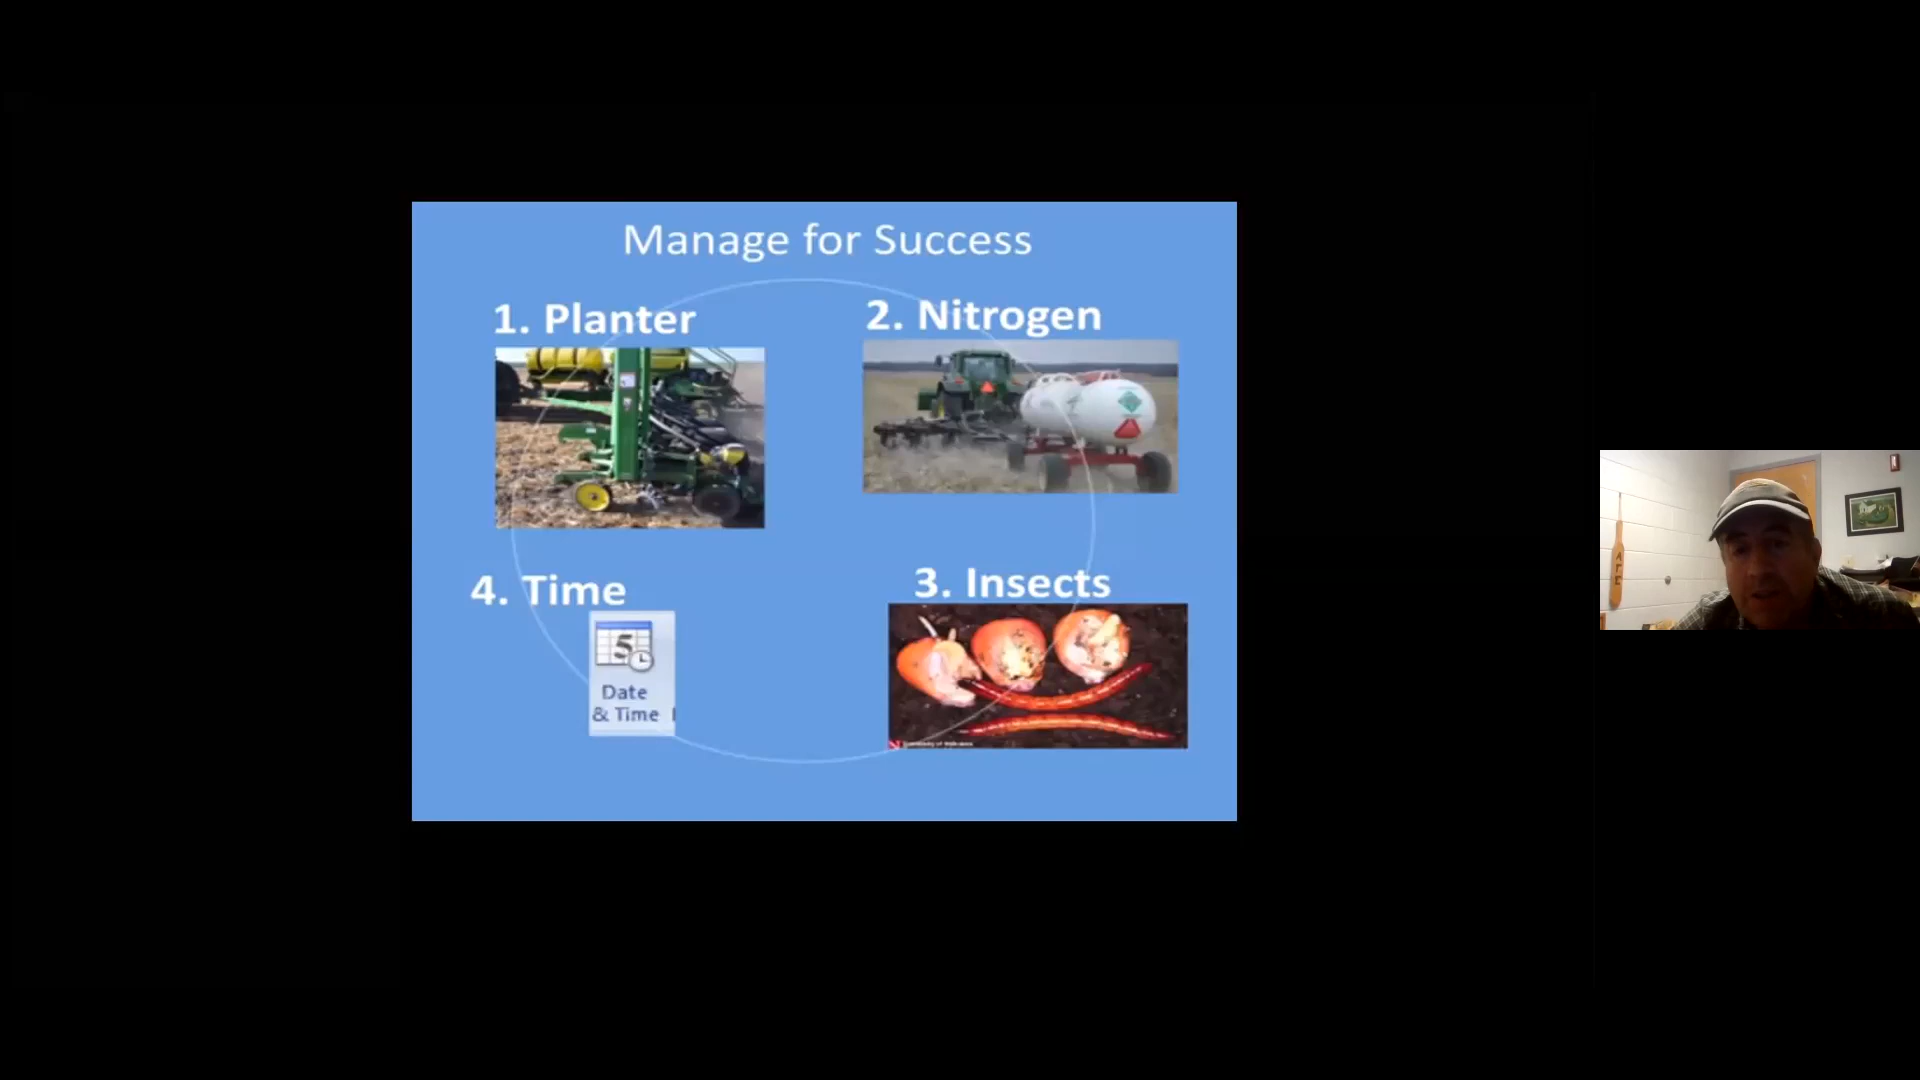 Manage for Success
1. Planter
2. Nitrogen
4. Time
3. Insects
5
Date
& Time